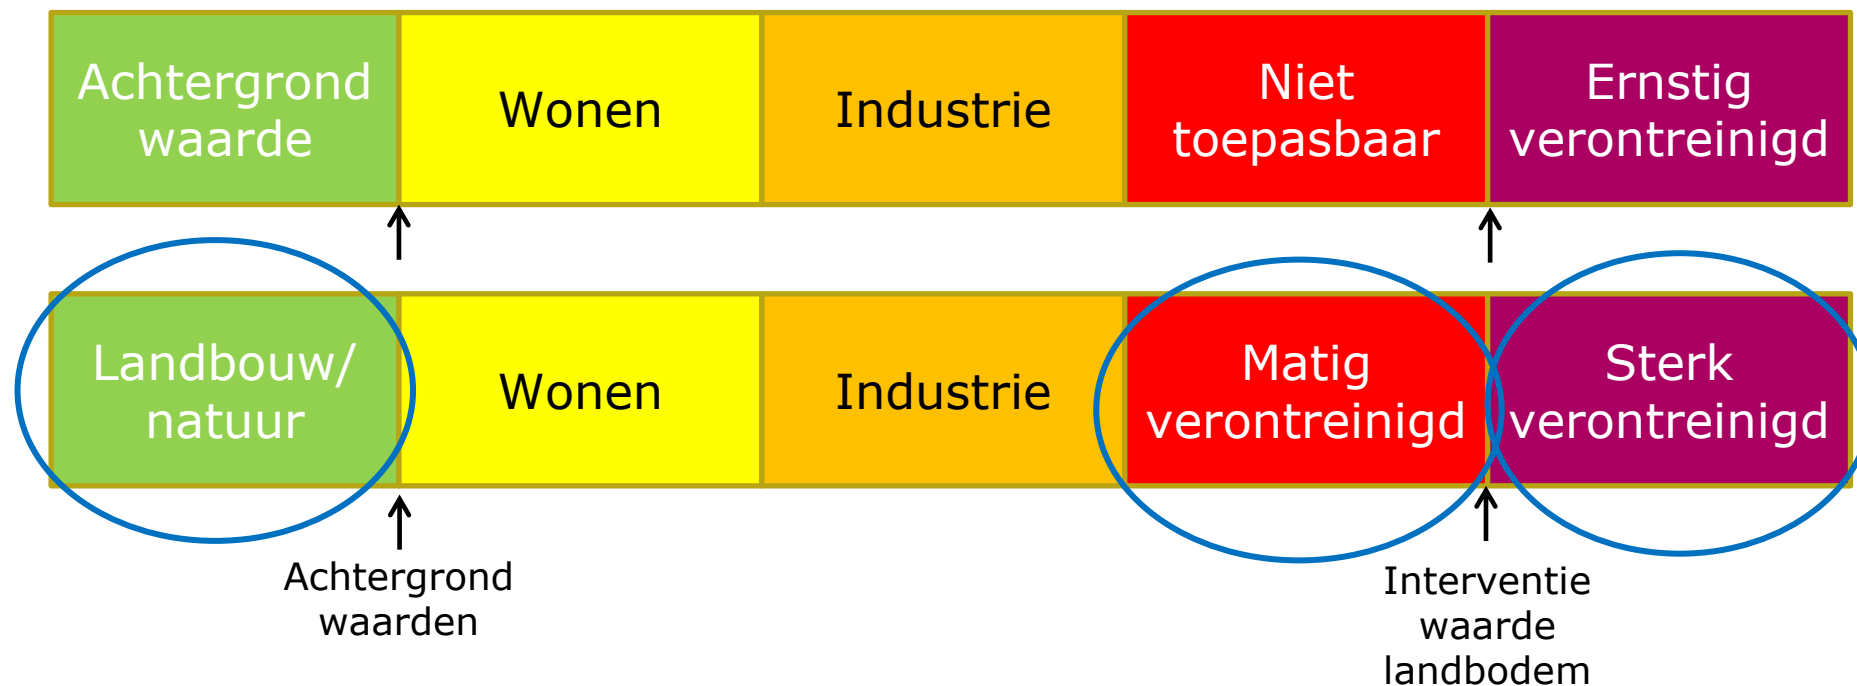 Achtergrond
waarde
Wonen
Industrie
Niet
toepasbaar
Ernstig
verontreinigd
Landbouw/
natuur
Wonen
Industrie
Matig
verontreinigd
Sterk
verontreinigd
Achtergrond
waarden
Interventie
waarde
landbodem